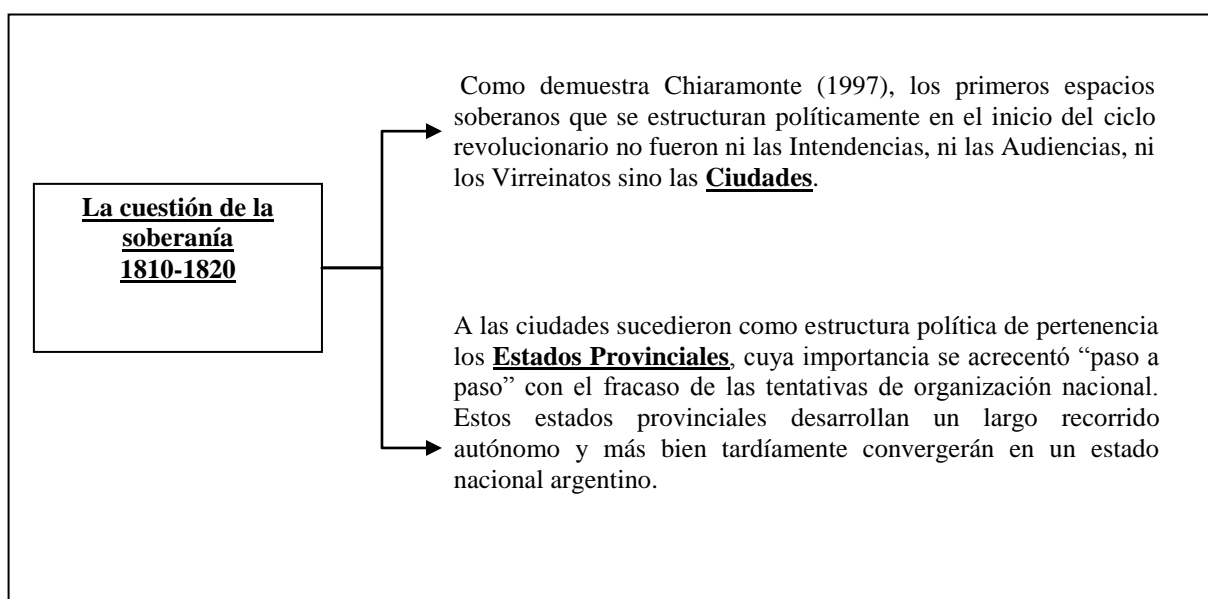 La cuestión de la
soberanía
1810-1820
Como demuestra Chiaramonte (1997), los primeros espacios
soberanos que se estructuran políticamente en el inicio del ciclo
revolucionario no fueron ni las Intendencias, ni las Audiencias, ni
los Virreinatos sino las Ciudades.
A las ciudades sucedieron como estructura política de pertenencia
los Estados Provinciales, cuya importancia se acrecentó “paso a
paso” con el fracaso de las tentativas de organización nacional.
Estos estados provinciales desarrollan un largo recorrido
autónomo y más bien tardíamente convergerán en un estado
nacional argentino.